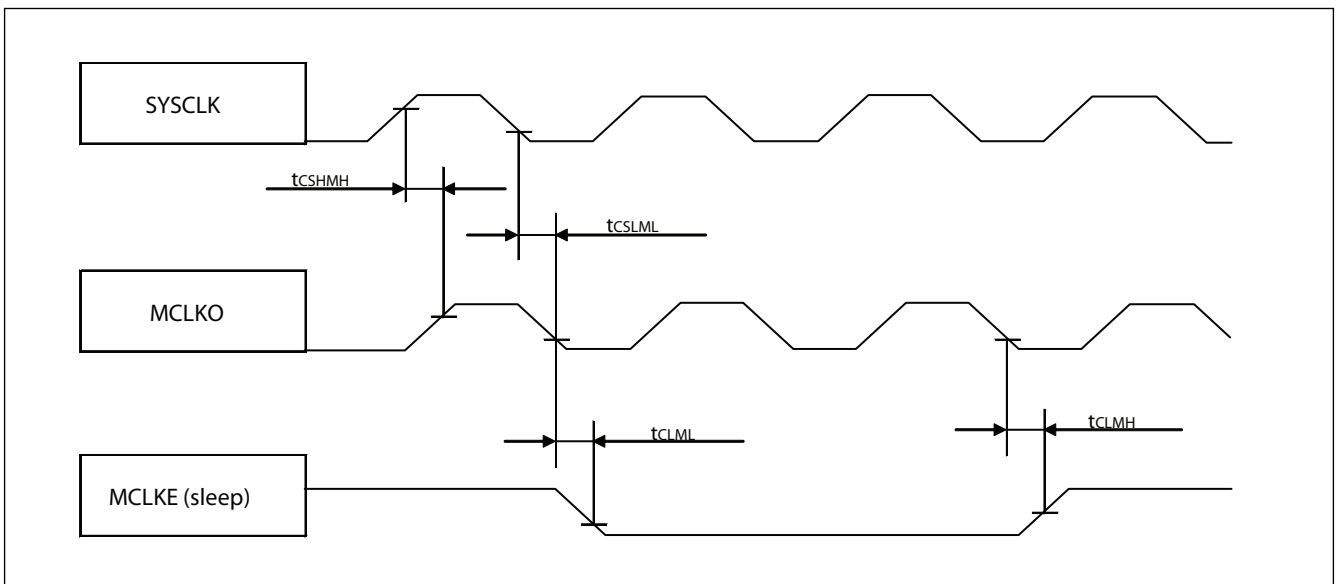 SYSCLK
tCSHMH
tCSLML
MCLKO
tCLML
tCLMH
MCLKE (sleep)